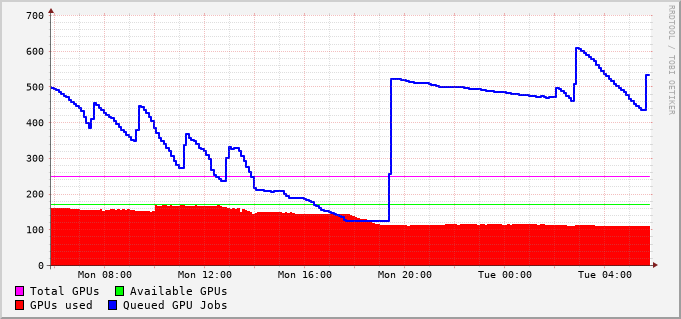 700
600
500
400
300
200
100
0
Mon 08:00 Mon 12:00 Mon 16:00 Mon 20:00 Tue 00:00 Tue 04:00
Total GPUs Available GPUs
GPUs used Queued GPU Jobs
RRDTOOL / TOBI OETIKER